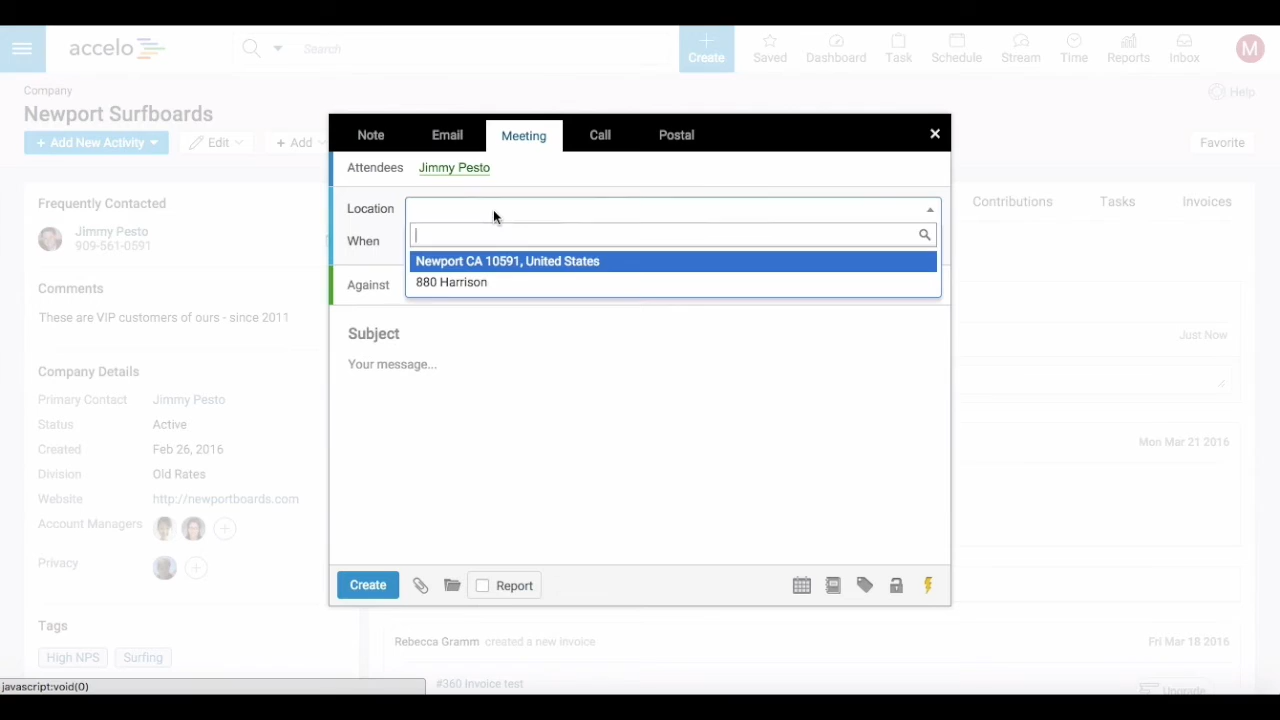 accelo
Search
Create
Saved
Dashboard
Task
Schedule
Stream
Time
Reports
Inbox
M
Company
Newport Surfboards
Help
+ Add New Activity
Edit
+ Add
Favorite
Note
Email
Meeting
Call
Postal
Attendees Jimmy Pesto
Location
When
Newport CA 10591, United States
880 Harrison
Against
Subject
Your message...
Create
Report
Frequently Contacted
Jimmy Pesto
909-561-0591
Comments
These are VIP customers of ours - since 2011
Company Details
Primary Contact Jimmy Pesto
Status Active
Created Feb 26, 2016
Division Old Rates
Website http://newportboards.com
Account Managers
Privacy
Tags
High NPS Surfing
javascript:void(0)
Contributions
Tasks
Invoices
Just Now
Mon Mar 21 2016
Rebecca Gramm created a new invoice
Fri Mar 18 2016
#360 Invoice test
Upgrade